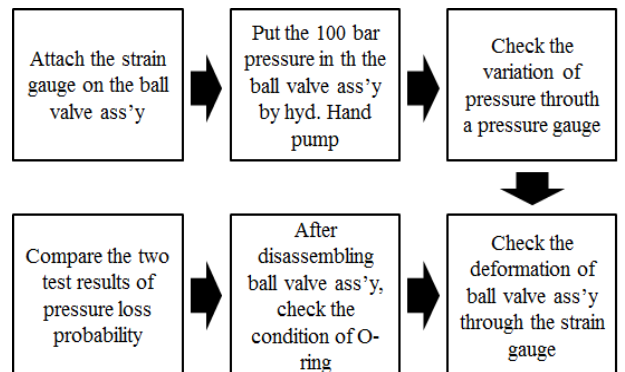 Attach the strain
gauge on the ball
valve ass’y
Put the 100 bar
pressure in th the
ball valve ass’y
by hyd. Hand
pump
Check the
variation of
pressure throuth
a pressure gauge
Compare the two
test results of
pressure loss
probability
After
disassembling
ball valve ass’y,
check the
condition of O-
ring
Check the
deformation of
ball valve ass’y
through the strain
gauge